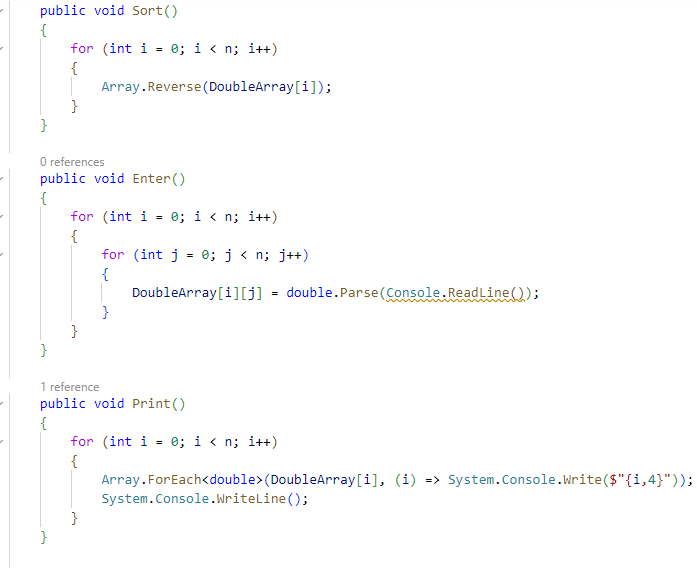 public void Sort()
{
for (int i = 0; i < n; i++)
{
Array.Reverse(DoubleArray[i]);
}
}
0 references
public void Enter()
{
for (int i = 0; i < n; i++)
{
for (int j = 0; j < n; j++)
{
DoubleArray[i][j] = double.Parse(Console.ReadLine());
}
}
}
1 reference
public void Print()
{
for (int i = 0; i < n; i++)
{
Array.ForEach<double>(DoubleArray[i], (i) => System.Console.Write($"{i,4}"));
System.Console.WriteLine();
}
}